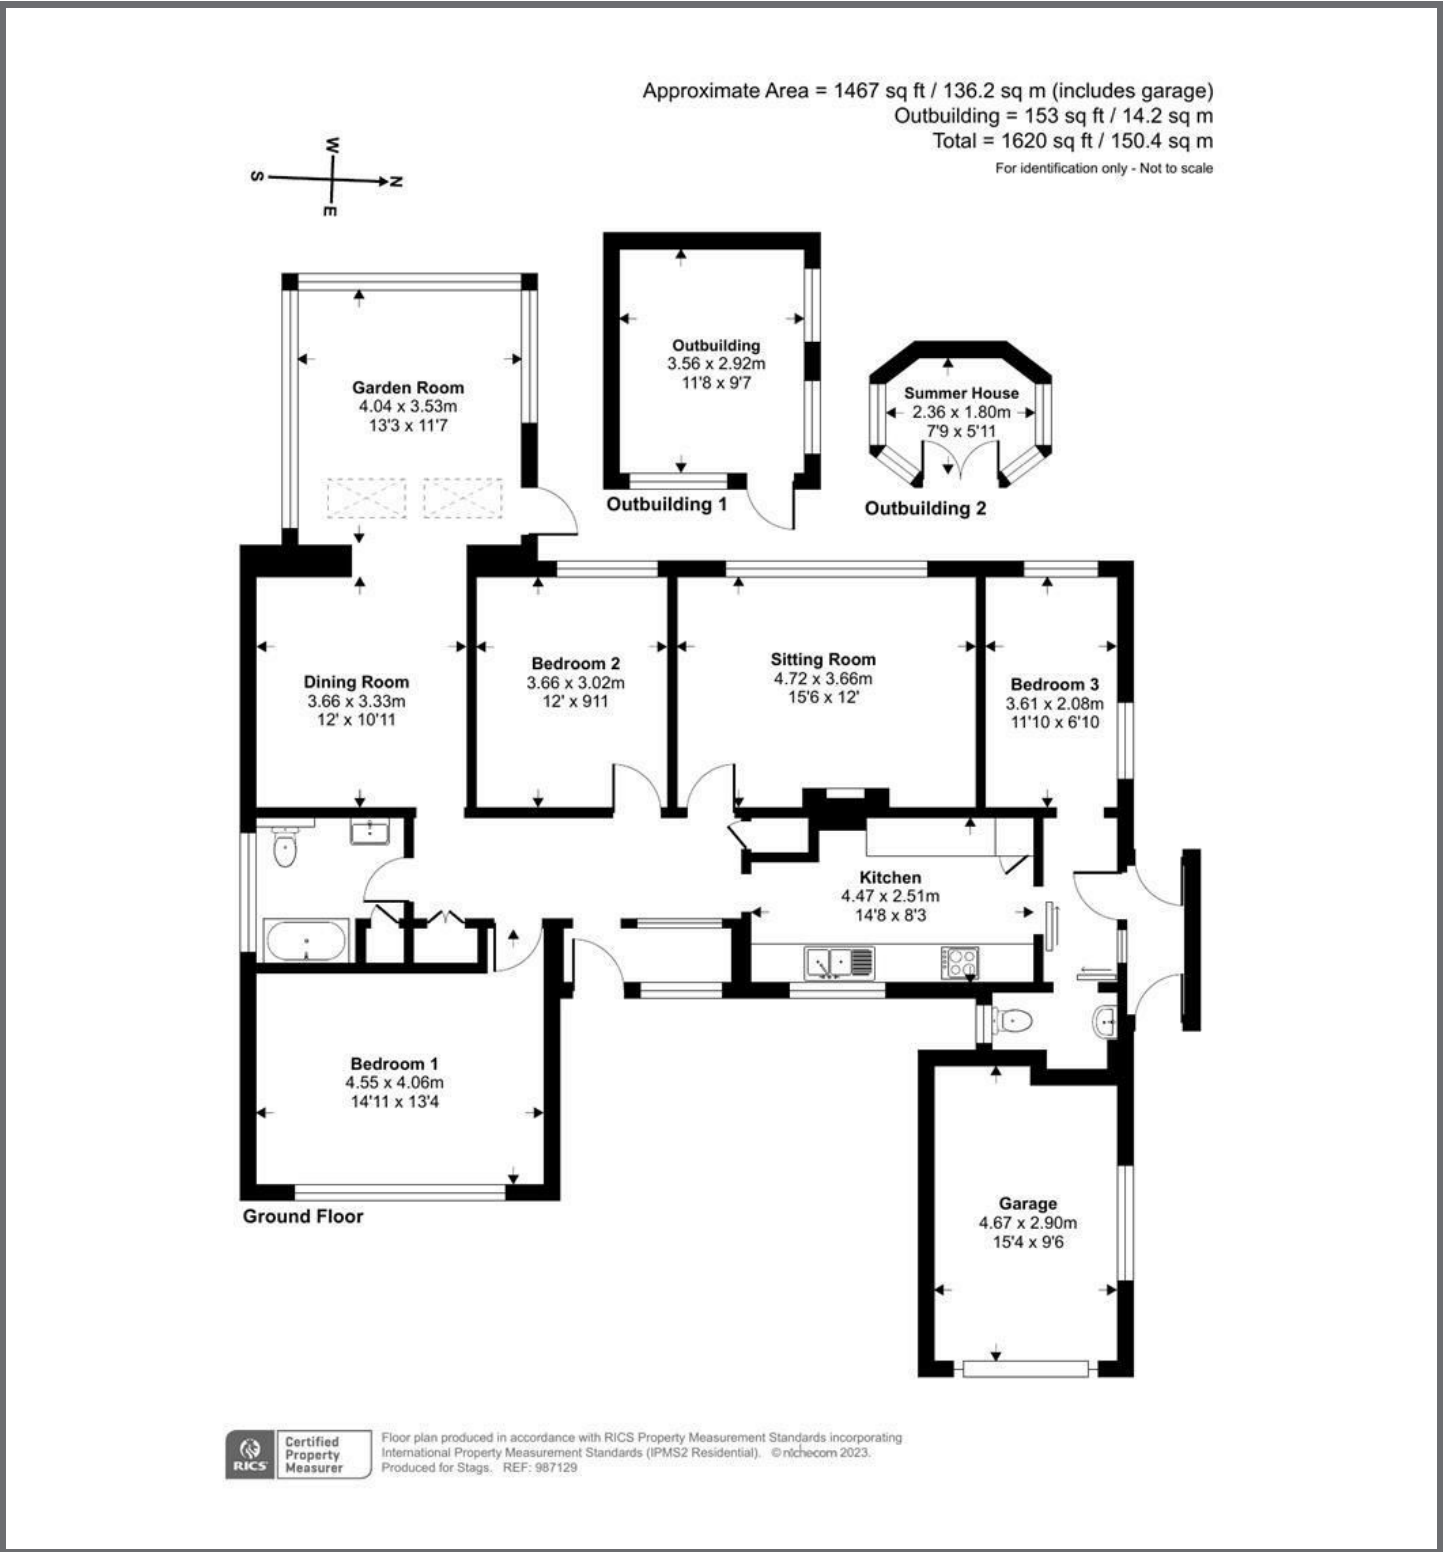 Approximate Area = 1467 sq ft / 136.2 sq m (includes garage)
Outbuilding = 153 sq ft / 14.2 sq m
Total = 1620 sq ft / 150.4 sq m
For identification only - Not to scale
W
S
N
E
Outbuilding
3.56 x 2.92m
11'8 x 9'7
Garden Room
4.04 x 3.53m
13'3 x 11'7
Summer House
2.36 x 1.80m
7'9 x 5'11
Outbuilding 1
Outbuilding 2
Dining Room
3.66 x 3.33m
12' x 10'11
Bedroom 2
3.66 x 3.02m
12' x 911
Sitting Room
4.72 x 3.66m
15'6 x 12'
Bedroom 3
3.61 x 2.08m
11'10 x 6'10
Kitchen
4.47 x 2.51m
14'8 x 8'3
Bedroom 1
4.55 x 4.06m
14'11 x 13'4
Ground Floor
Garage
4.67 x 2.90m
15'4 x 9'6
RICS
Certified
Property
Measurer
Floor plan produced in accordance with RICS Property Measurement Standards incorporating
International Property Measurement Standards (IPMS2 Residential). © nichecom 2023.
Produced for Stags. REF: 987129